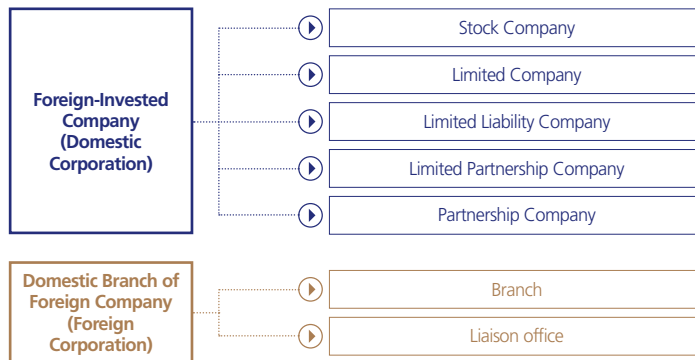 Foreign-Invested
Company
(Domestic
Corporation)
Stock Company
Limited Company
Limited Liability Company
Limited Partnership Company
Partnership Company
Domestic Branch of
Foreign Company
(Foreign
Corporation)
Branch
Liaison office